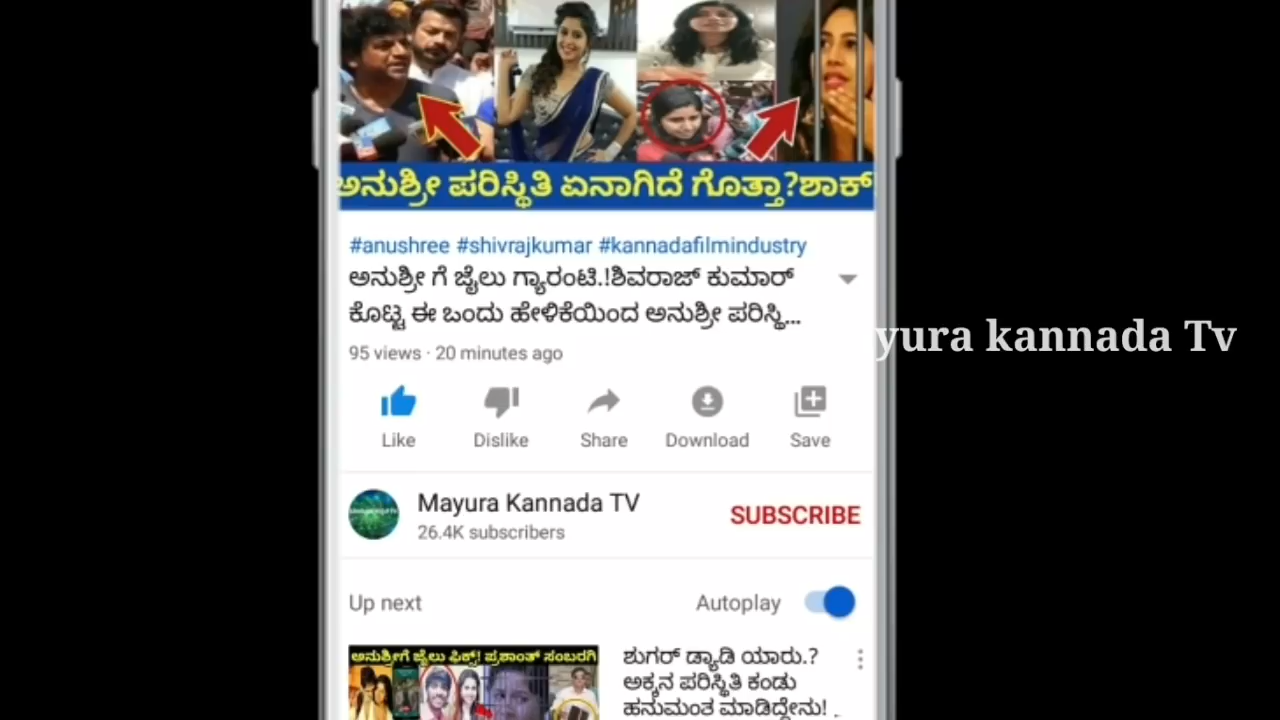 ಅನುಶ್ರೀ ಪರಿಸ್ಥಿತಿ ಏನಾಗಿದೆ ಗೊತ್ತಾ?ಶಾಕ್
#anushree #shivrajkumar #kannadafilmindustry
ಅನುಶ್ರೀ ಗೆ ಜೈಲು ಗ್ಯಾರಂಟಿ.!ಶಿವರಾಜ್ ಕುಮಾರ್
ಕೊಟ್ಟ ಈ ಒಂದು ಹೇಳಿಕೆಯಿಂದ ಅನುಶ್ರೀ ಪರಿಸ್ಥಿ...
yura kannada Tv
95 views · 20 minutes ago
Like Dislike Share Download Save
Mayura Kannada TV
SUBSCRIBE
26.4K subscribers
Up next
Autoplay
ಅನುಶ್ರೀಗೆ ಜೈಲು ಫಿಕ್ಸ್! ಪ್ರಶಾಂತ್ ಸಂಬರಗಿ
ಶುಗರ್ ಡ್ಯಾಡಿ ಯಾರು.?
ಅಕ್ಕನ ಪರಿಸ್ಥಿತಿ ಕಂಡು
ಹನುಮಂತ ಮಾಡಿದ್ದೇನು!